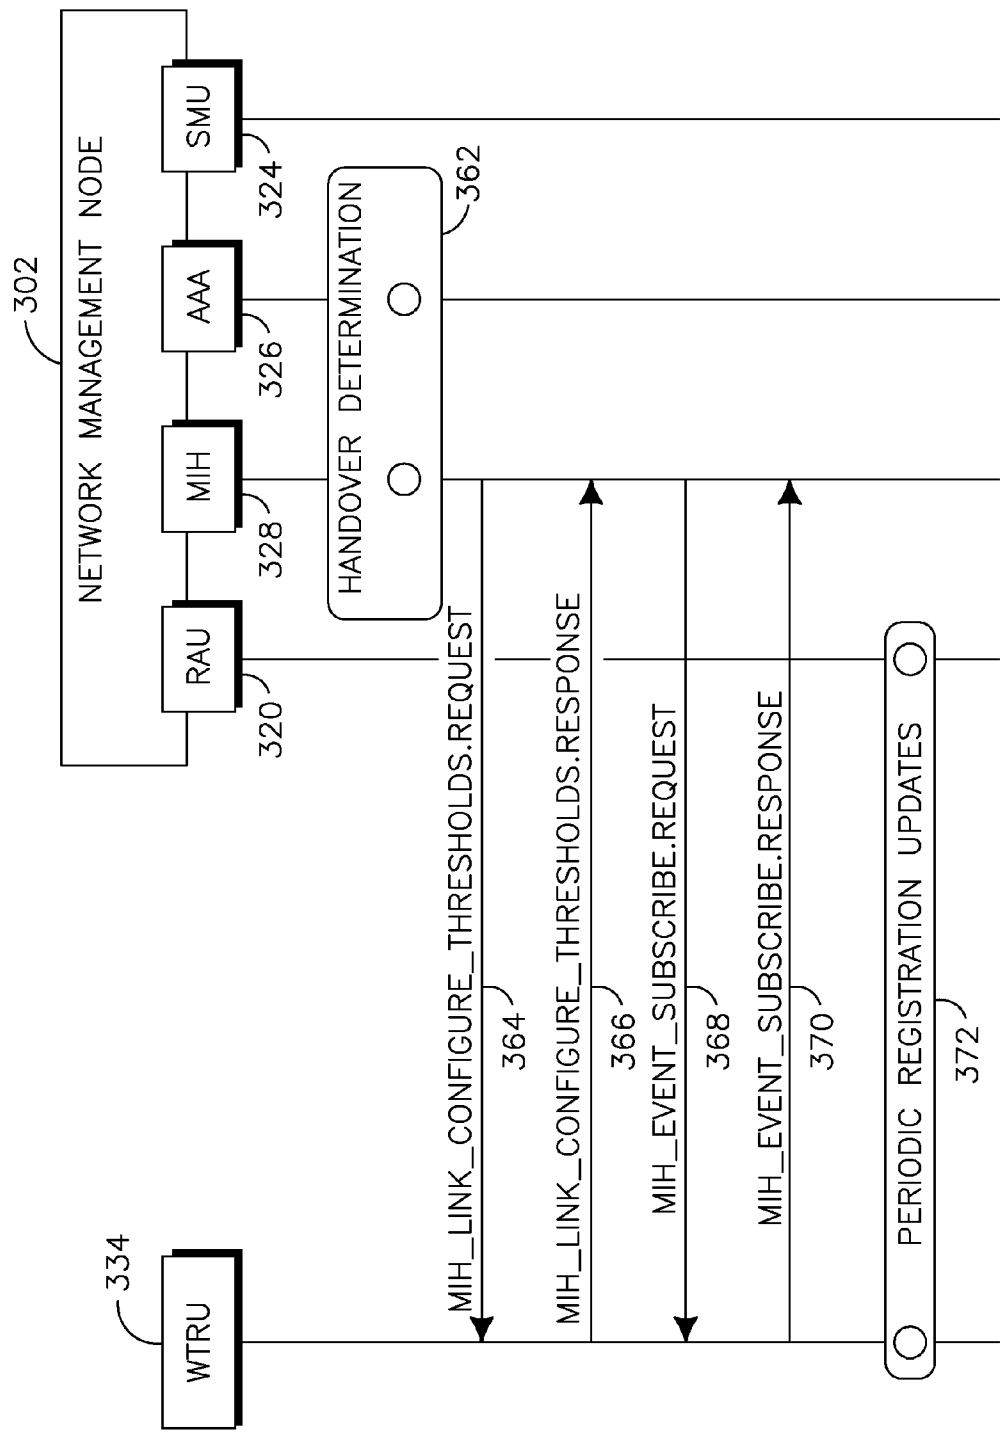 302
NETWORK MANAGEMENT NODE
334
WTRU
RAU
MIH
AAA
SMU
320
328
326
324
HANDOVER DETERMINATION
362
MIH_LINK_CONFIGURE_THRESHOLDS.REQUEST
364
MIH_LINK_CONFIGURE_THRESHOLDS.RESPONSE
366
MIH_EVENT_SUBSCRIBE.REQUEST
368
MIH_EVENT_SUBSCRIBE.RESPONSE
370
PERIODIC REGISTRATION UPDATES
372